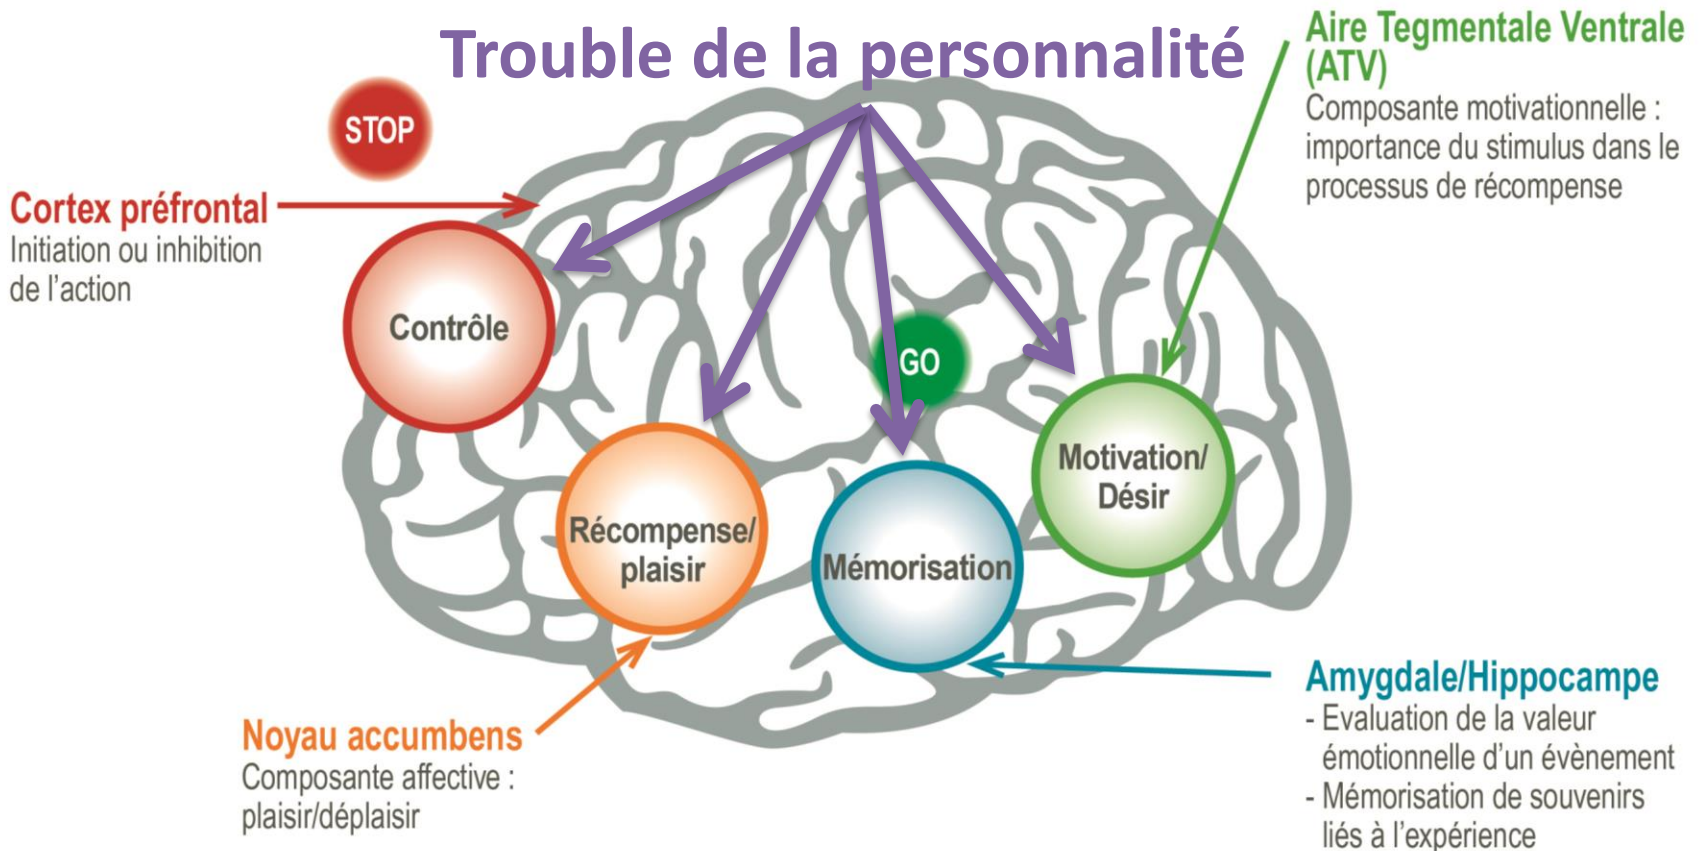 Trouble de la personnalité
Aire Tegmentale Ventrale
(ATV)
Composante motivationnelle :
importance du stimulus dans le
processus de récompense
STOP
Cortex préfrontal
Initiation ou inhibition
de l’action
Contrôle
GO
Motivation/
Désir
Récompense/
plaisir
Mémorisation
Noyau accumbens
Composante affective :
plaisir/déplaisir
Amygdale/Hippocampe
- Evaluation de la valeur
émotionnelle d’un évènement
- Mémorisation de souvenirs
liés à l’expérience